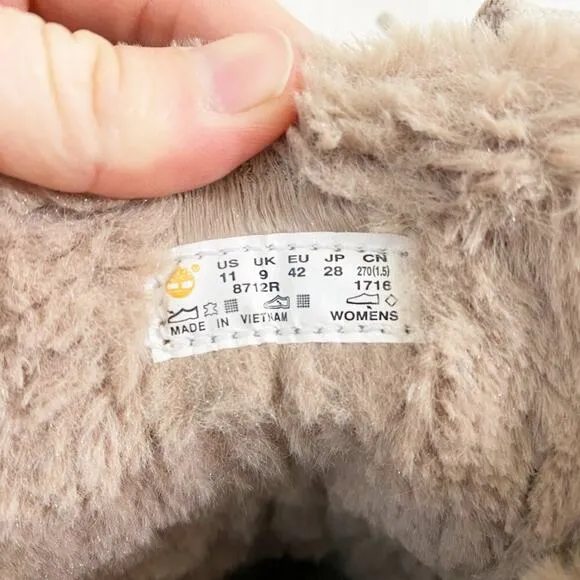 US UK EU JP CN
11 9 42 28 270(1.5)
8712R 1716
MADE IN VIETNAM WOMENS